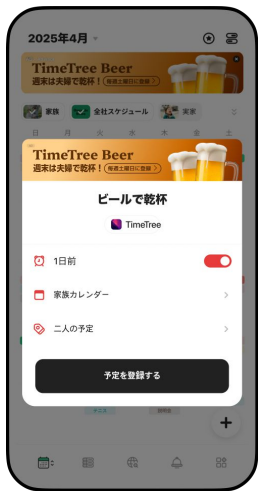 2025年4月
TimeTree Beer
週末は夫婦で乾杯！ 毎週土曜日に登録
家族
全社スケジュール
実家
日 月 火 水 木 金 土
TimeTree Beer
週末は夫婦で乾杯！ 毎週土曜日に登録
ビールで乾杯
TimeTree
1日前
家族カレンダー
二人の予定
予定を登録する